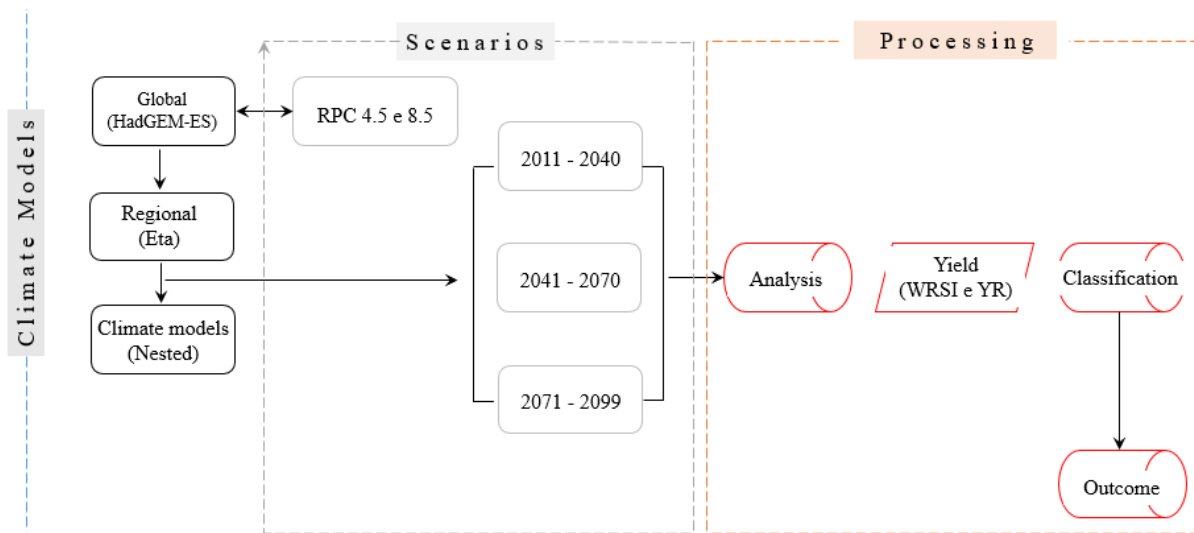 Climate Models
Scenarios
Processing
Global
(HadGEM-ES)
RPC 4.5 e 8.5
Regional
(Eta)
Climate models
(Nested)
2011 - 2040
2041 - 2070
2071 - 2099
Analysis
Yield
(WRSI e YR)
Classification
Outcome